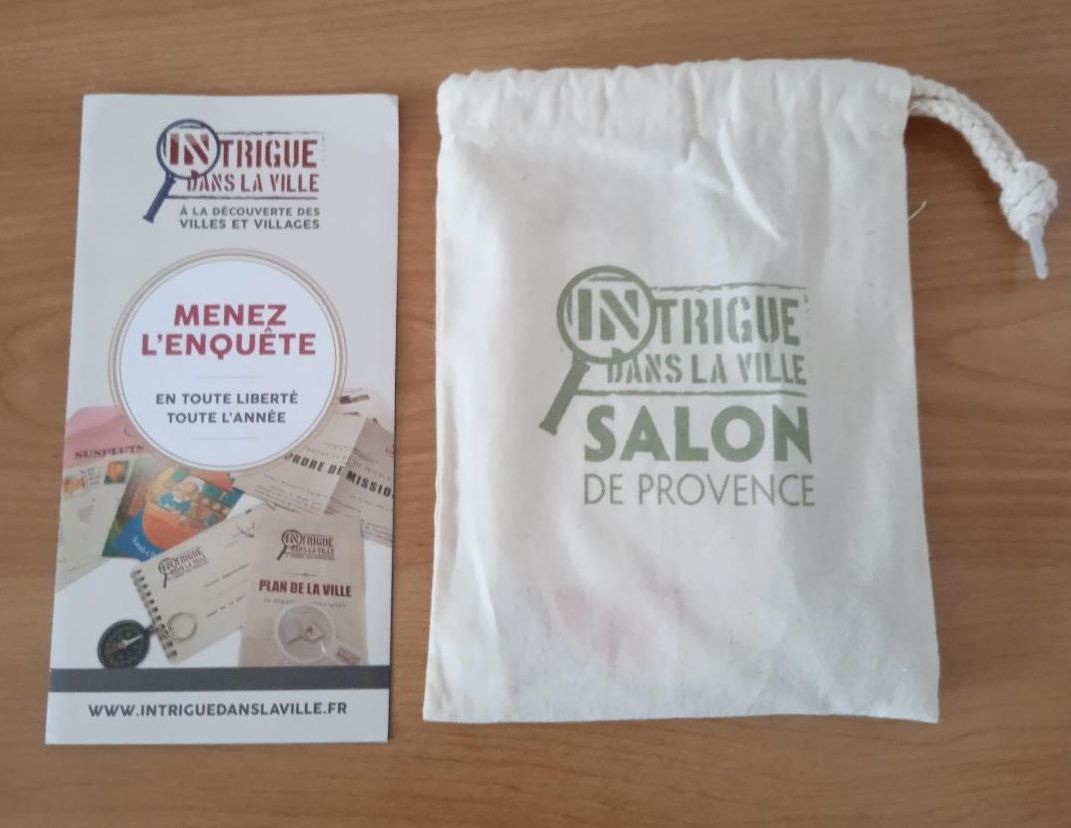 INTRIGUE
DANS LA VILLE
À LA DÉCOUVERTE DES
VILLES ET VILLAGES
MENEZ
L'ENQUÊTE
EN TOUTE LIBERTÉ
TOUTE L'ANNÉE
SUSPECTS
ORDRE DE MISSION
INTRIGUE
DANS LA VILLE
INTRIGUE
DANS LA VILLE
PLAN DE LA VILLE
WWW.INTRIGUEDANSLAVILLE.FR
INTRIGUE
DANS LA VILLE
SALON
DE PROVENCE